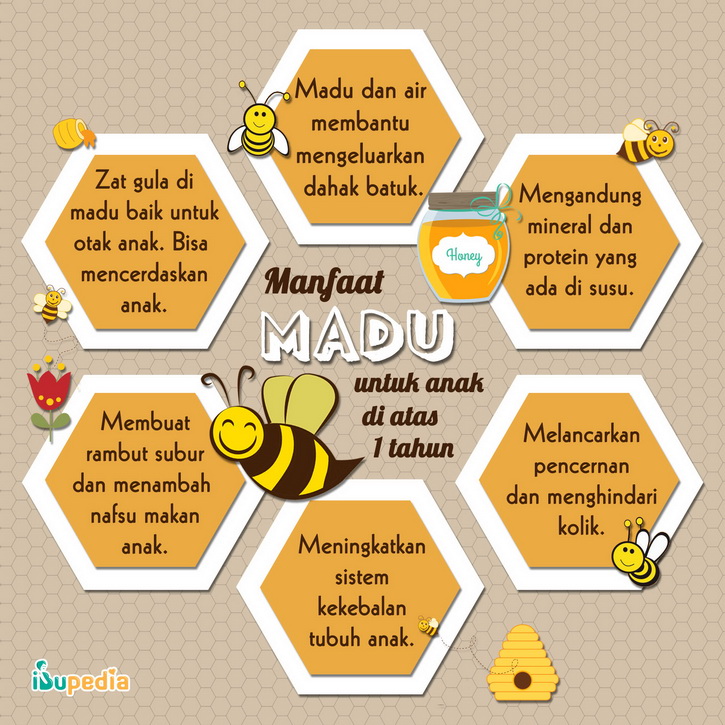 Manfaat
MADU
untuk anak
di atas
1 tahun
Madu dan air
membantu
mengeluarkan
dahak batuk.
Mengandung
mineral dan
protein yang
ada di susu.
Honey
Zat gula di
madu baik untuk
otak anak. Bisa
mencerdaskan
anak.
Membuat
rambut subur
dan menambah
nafsu makan
anak.
Melancarkan
pencernan
dan menghindari
kolik.
Meningkatkan
sistem
kekebalan
tubuh anak.
ibupedia